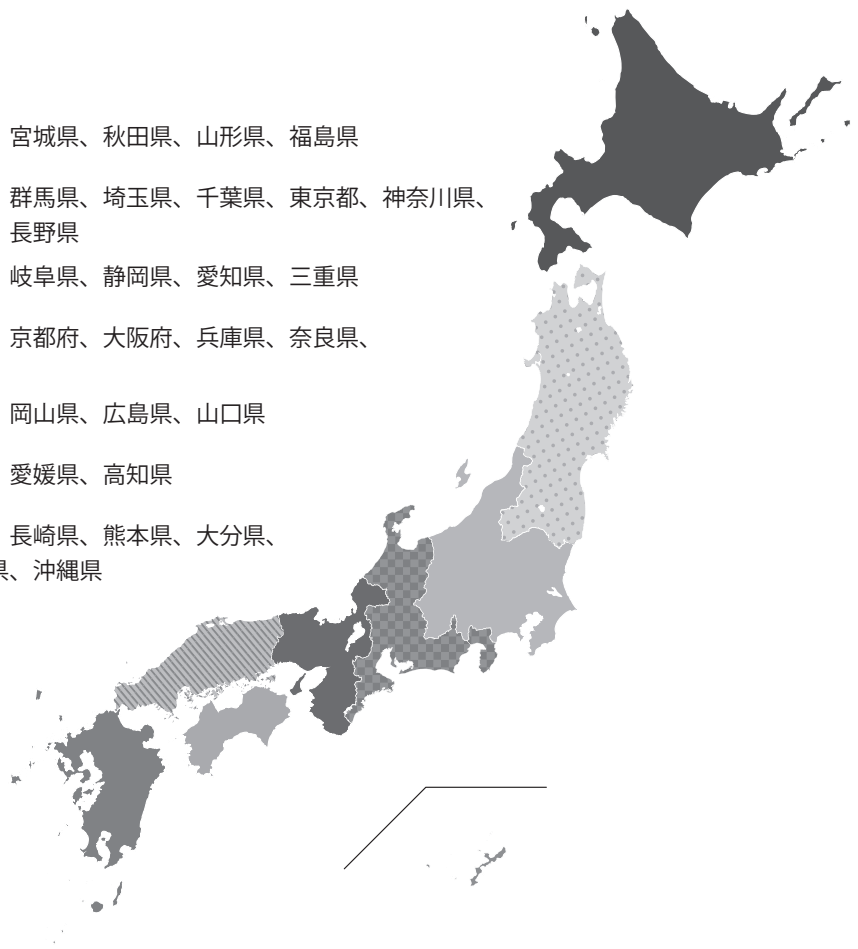 宮城県、秋田県、山形県、福島県
群馬県、埼玉県、千葉県、東京都、神奈川県、
長野県
岐阜県、静岡県、愛知県、三重県
京都府、大阪府、兵庫県、奈良県、
岡山県、広島県、山口県
愛媛県、高知県
長崎県、熊本県、大分県、
県、沖縄県